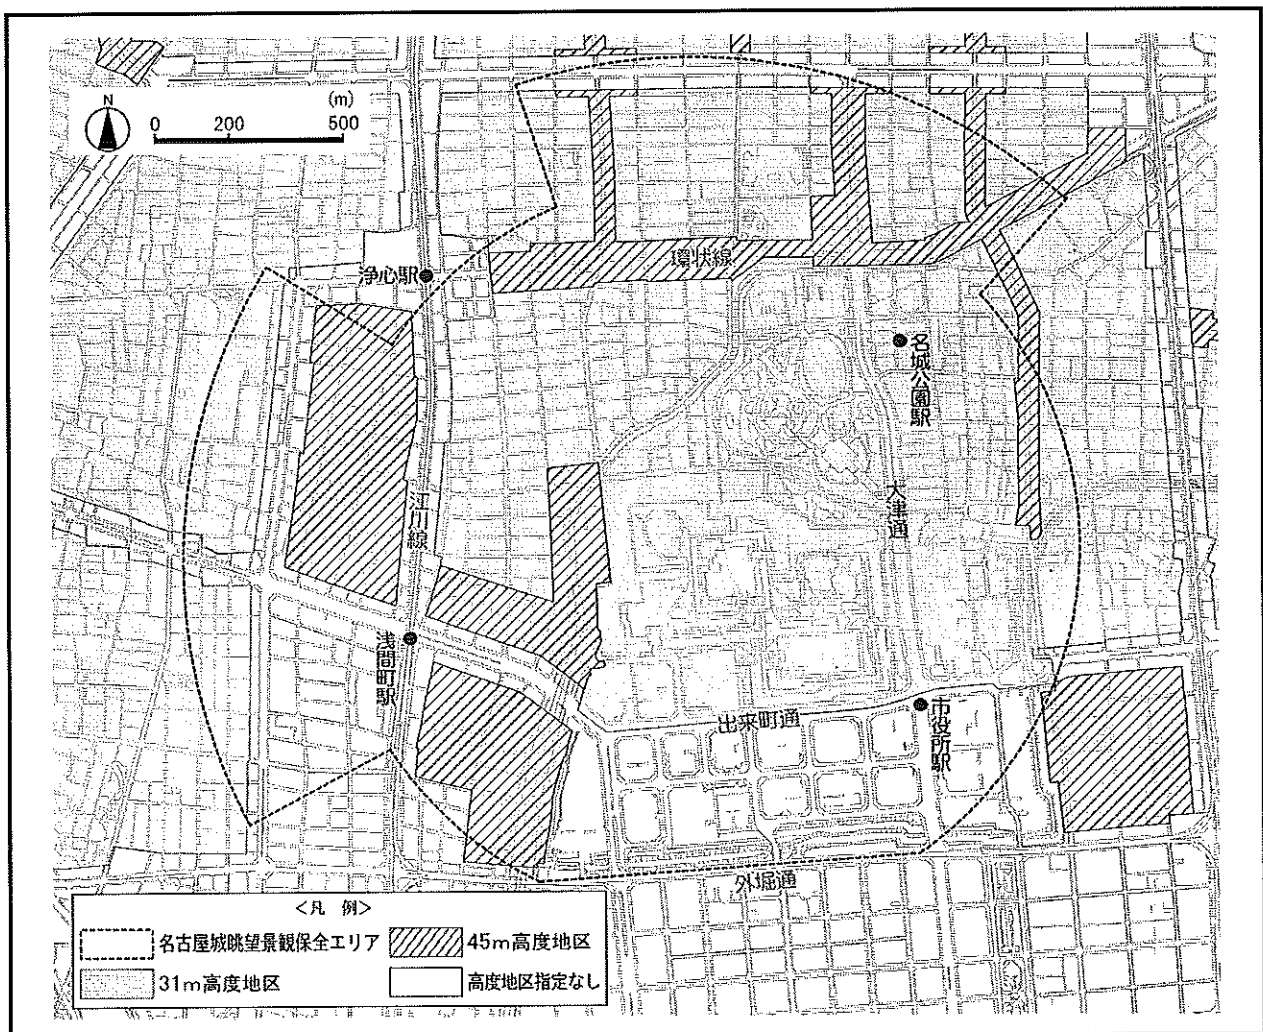 N
(m)
0 200 500
環状線
浄心駅
名城公園駅
大津通
江川線
浅間町駅
出来町通
市役所駅
外堀通
<凡 例>
名古屋城眺望景観保全エリア
45m高度地区
31m高度地区
高度地区指定なし